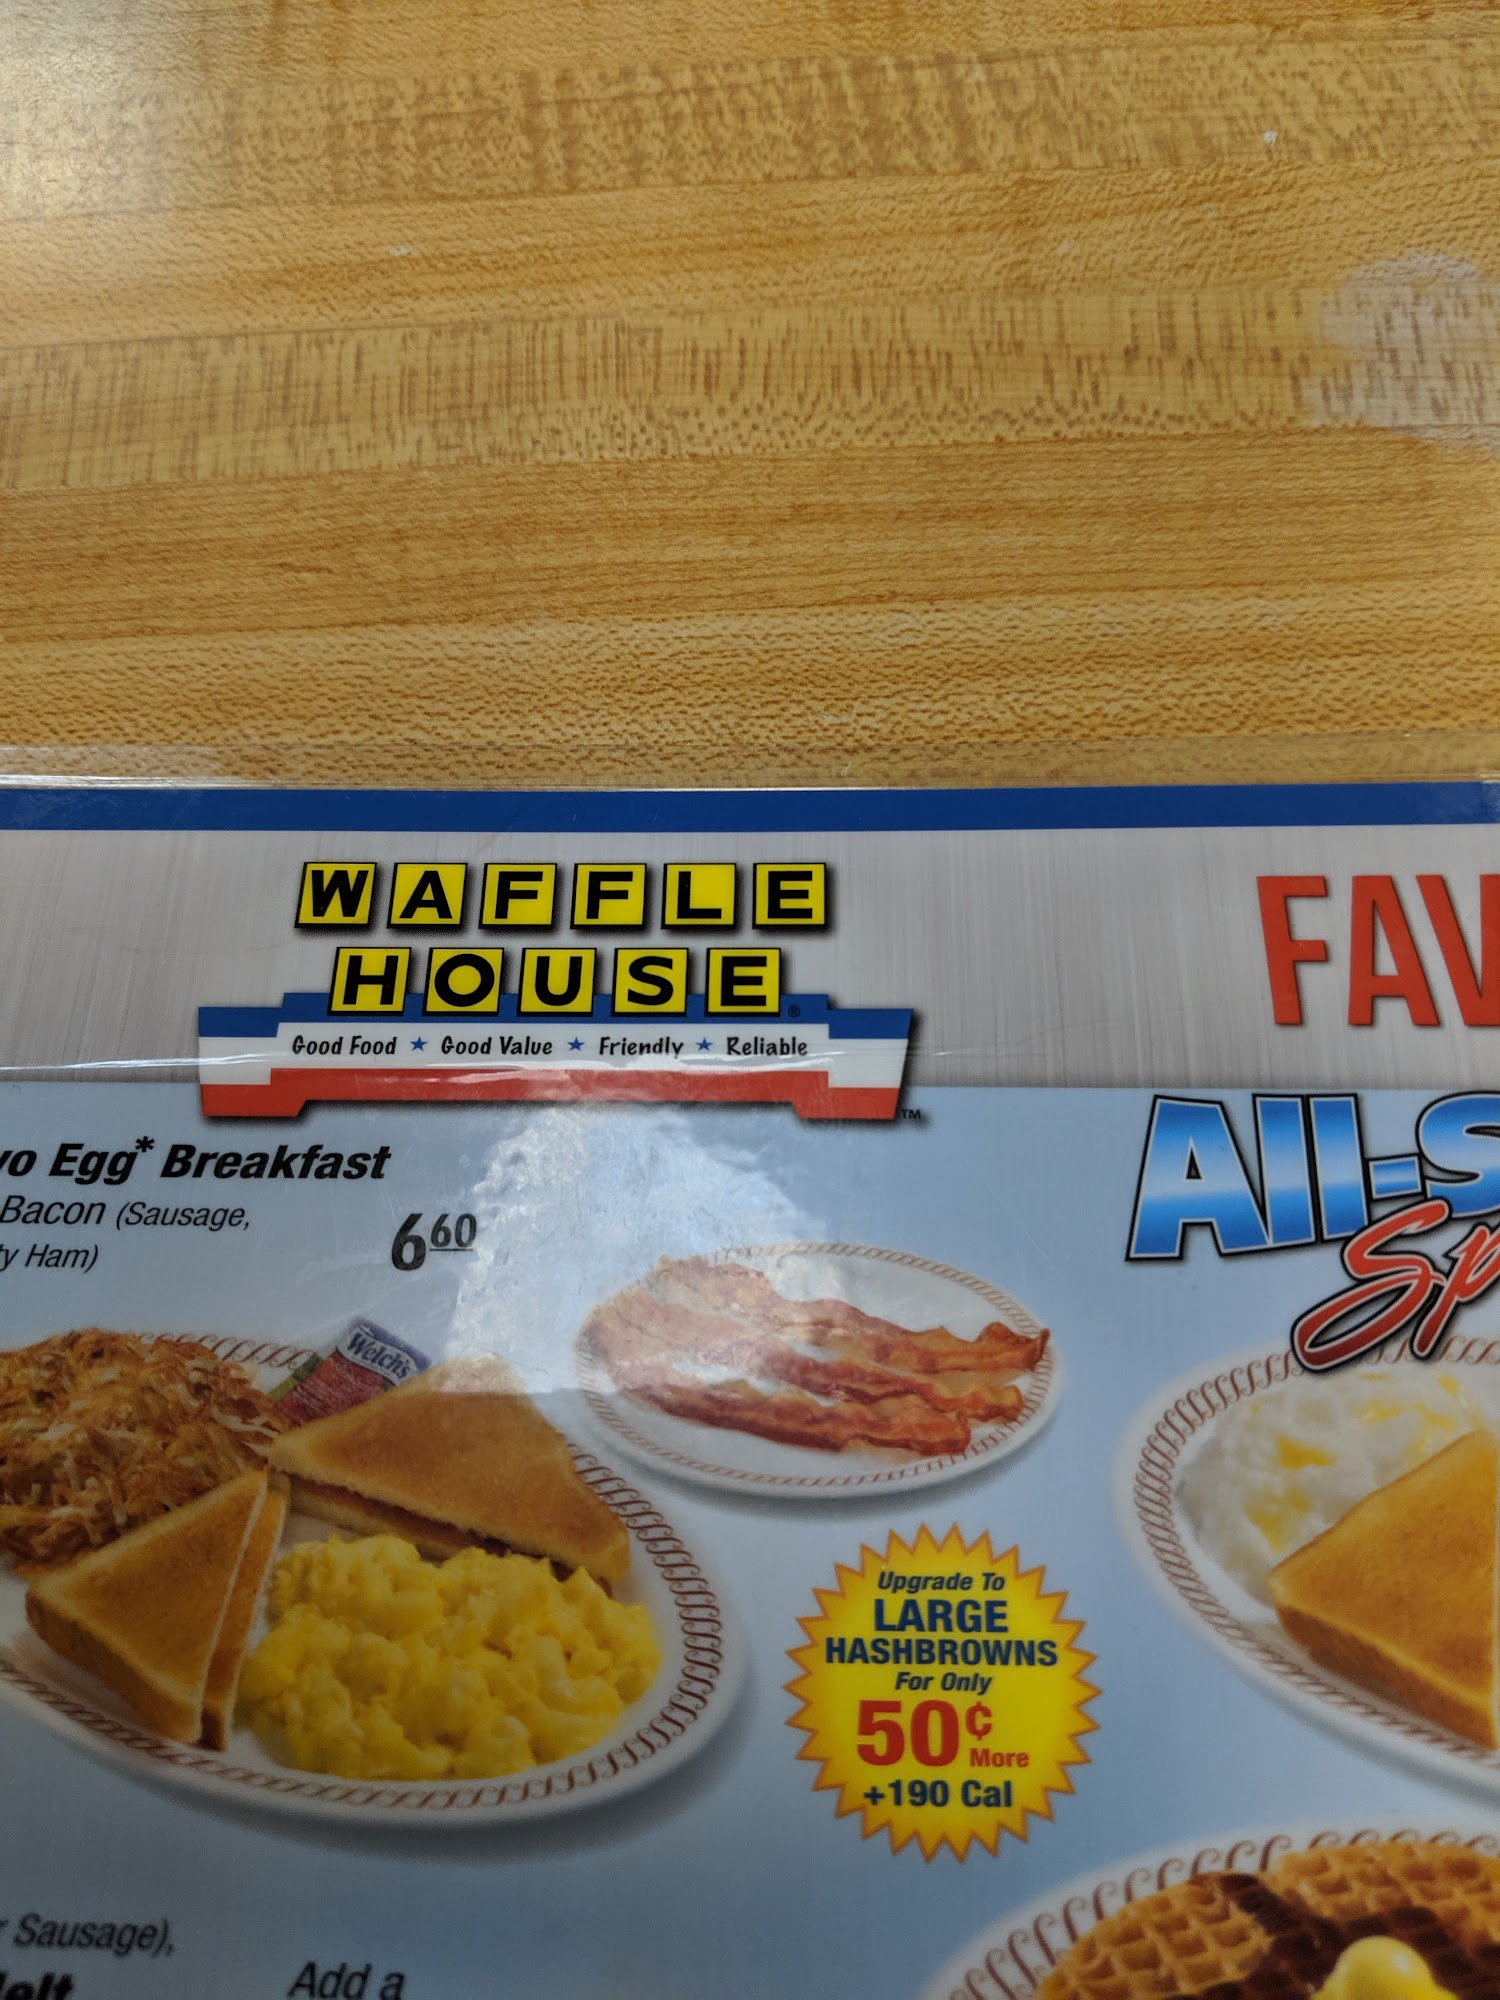 WAFFLE
HOUSE®
Good Food ★ Good Value ★ Friendly ★ Reliable
™
FAV
Egg* Breakfast
Bacon (Sausage,
Ham)
6 60
All-S
Sp
Welch's
Upgrade To
LARGE
HASHBROWNS
For Only
50¢
More
+190 Cal
Sausage),
Add a